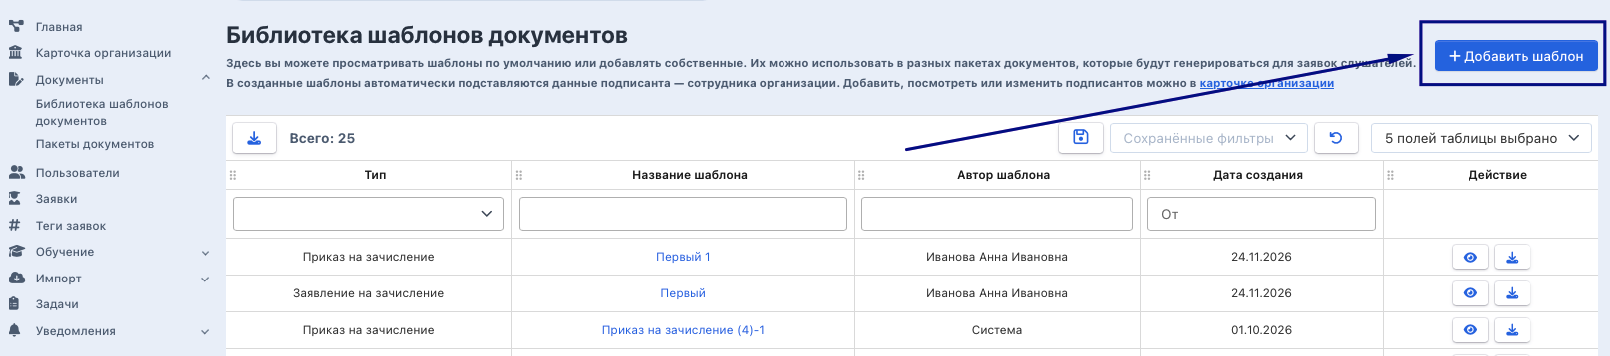 Главная
Карточка организации
Документы
Библиотека шаблонов
документов
Пакеты документов
Пользователи
Заявки
Теги заявок
Обучение
Импорт
Задачи
Уведомления
Библиотека шаблонов документов
Здесь вы можете просматривать шаблоны по умолчанию или добавлять собственные. Их можно использовать в разных пакетах документов, которые будут генерироваться для заявок слушателей.
В созданные шаблоны автоматически подставляются данные подписанта — сотрудника организации. Добавить, посмотреть или изменить подписантов можно в карточке организации
+ Добавить шаблон
Всего: 25
Сохранённые фильтры
5 полей таблицы выбрано
Тип Название шаблона Автор шаблона Дата создания Действие
От
Приказ на зачисление Первый 1 Иванова Анна Ивановна 24.11.2026
Заявление на зачисление Первый Иванова Анна Ивановна 24.11.2026
Приказ на зачисление Приказ на зачисление (4)-1 Система 01.10.2026